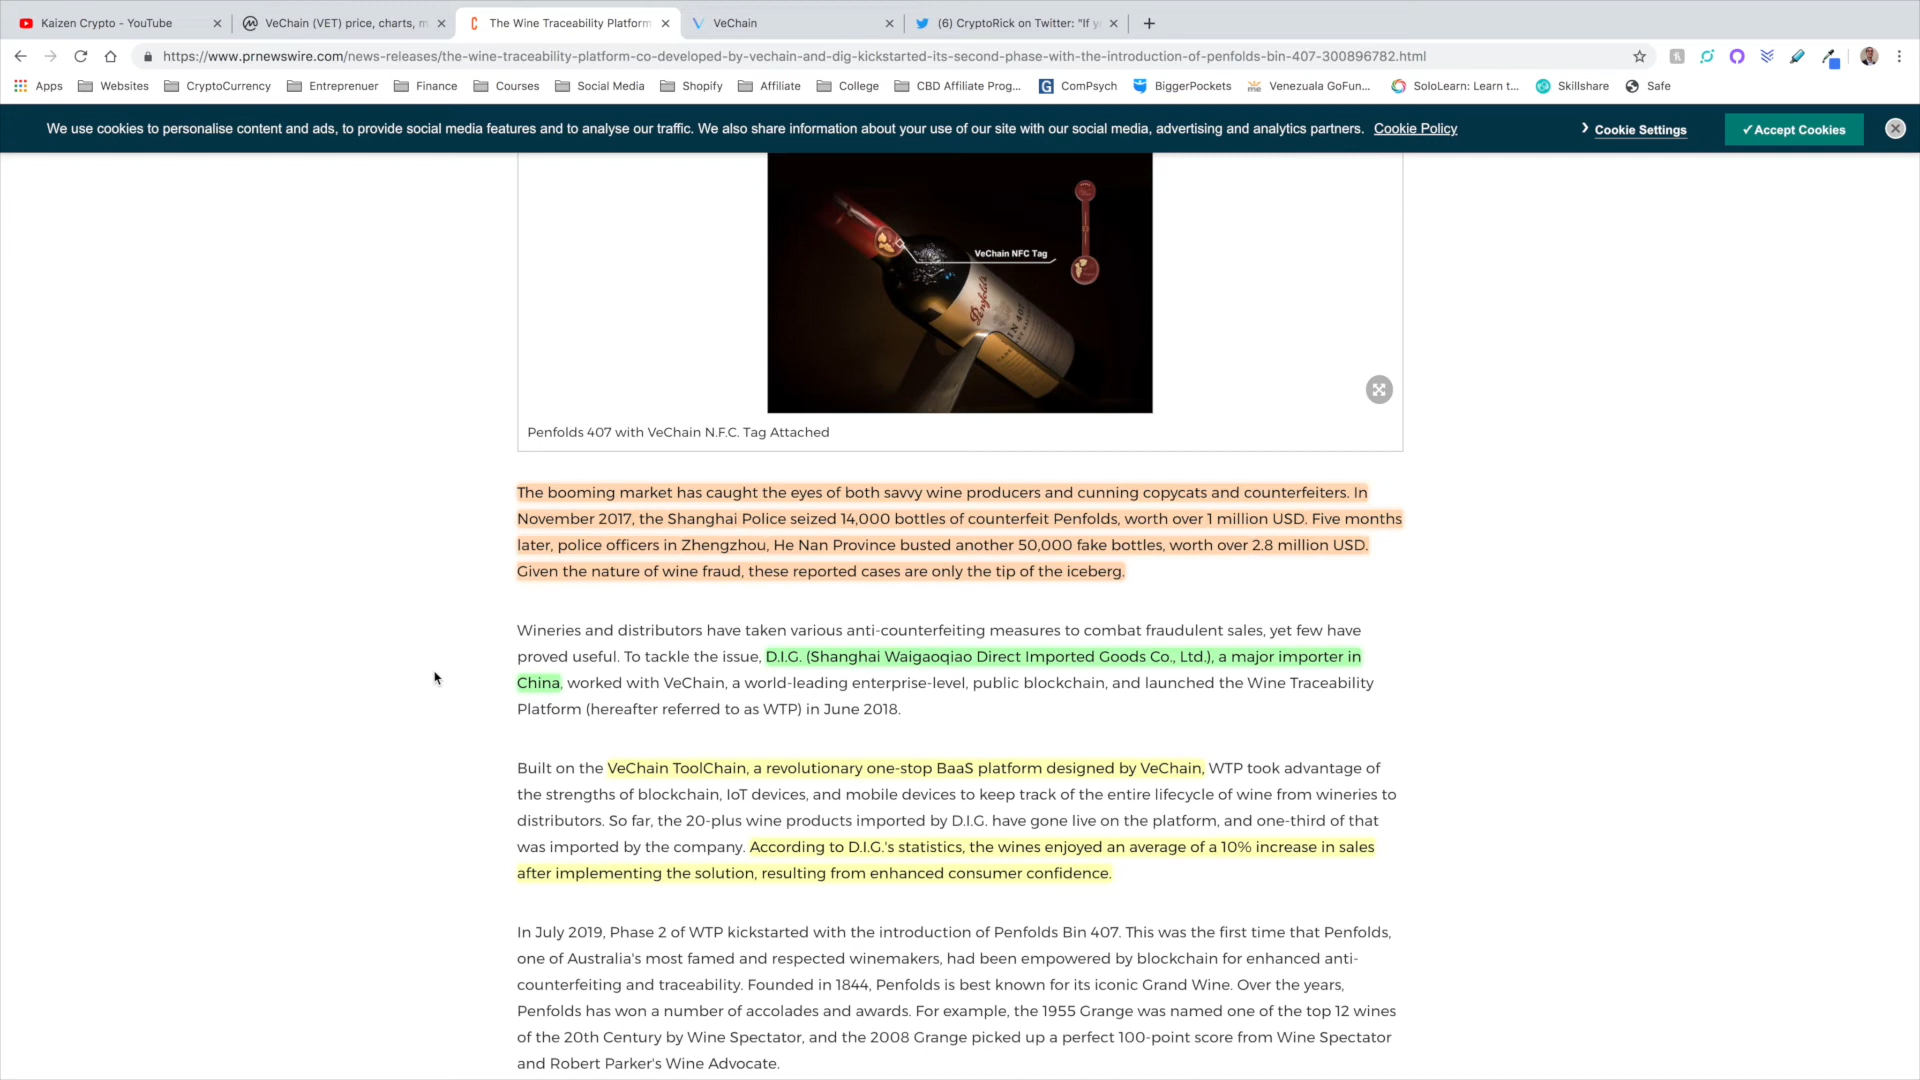 Kaizen Crypto - YouTube
VeChain (VET) price, charts, m
The Wine Traceability Platform
VeChain
(6) CryptoRick on Twitter: "If y
https://www.prnewswire.com/news-releases/the-wine-traceability-platform-co-developed-by-vechain-and-dig-kickstarted-its-second-phase-with-the-introduction-of-penfolds-bin-407-300896782.html
Apps Websites CryptoCurrency Entreprenuer Finance Courses Social Media Shopify Affiliate College CBD Affiliate Prog... ComPsych BiggerPockets Venezuala GoFun... SoloLearn: Learn t... Skillshare Safe
We use cookies to personalise content and ads, to provide social media features and to analyse our traffic. We also share information about your use of our site with our social media, advertising and analytics partners. Cookie Policy
Cookie Settings
✓Accept Cookies
VeChain NFC Tag
Penfolds
BIN 407
Penfolds 407 with VeChain N.F.C. Tag Attached
The booming market has caught the eyes of both savvy wine producers and cunning copycats and counterfeiters. In
November 2017, the Shanghai Police seized 14,000 bottles of counterfeit Penfolds, worth over 1 million USD. Five months
later, police officers in Zhengzhou, He Nan Province busted another 50,000 fake bottles, worth over 2.8 million USD.
Given the nature of wine fraud, these reported cases are only the tip of the iceberg.
Wineries and distributors have taken various anti-counterfeiting measures to combat fraudulent sales, yet few have
proved useful. To tackle the issue, D.I.G. (Shanghai Waigaoqiao Direct Imported Goods Co., Ltd.), a major importer in
China, worked with VeChain, a world-leading enterprise-level, public blockchain, and launched the Wine Traceability
Platform (hereafter referred to as WTP) in June 2018.
Built on the VeChain ToolChain, a revolutionary one-stop BaaS platform designed by VeChain, WTP took advantage of
the strengths of blockchain, IoT devices, and mobile devices to keep track of the entire lifecycle of wine from wineries to
distributors. So far, the 20-plus wine products imported by D.I.G. have gone live on the platform, and one-third of that
was imported by the company. According to D.I.G.'s statistics, the wines enjoyed an average of a 10% increase in sales
after implementing the solution, resulting from enhanced consumer confidence.
In July 2019, Phase 2 of WTP kickstarted with the introduction of Penfolds Bin 407. This was the first time that Penfolds,
one of Australia's most famed and respected winemakers, had been empowered by blockchain for enhanced anti-
counterfeiting and traceability. Founded in 1844, Penfolds is best known for its iconic Grand Wine. Over the years,
Penfolds has won a number of accolades and awards. For example, the 1955 Grange was named one of the top 12 wines
of the 20th Century by Wine Spectator, and the 2008 Grange picked up a perfect 100-point score from Wine Spectator
and Robert Parker's Wine Advocate.